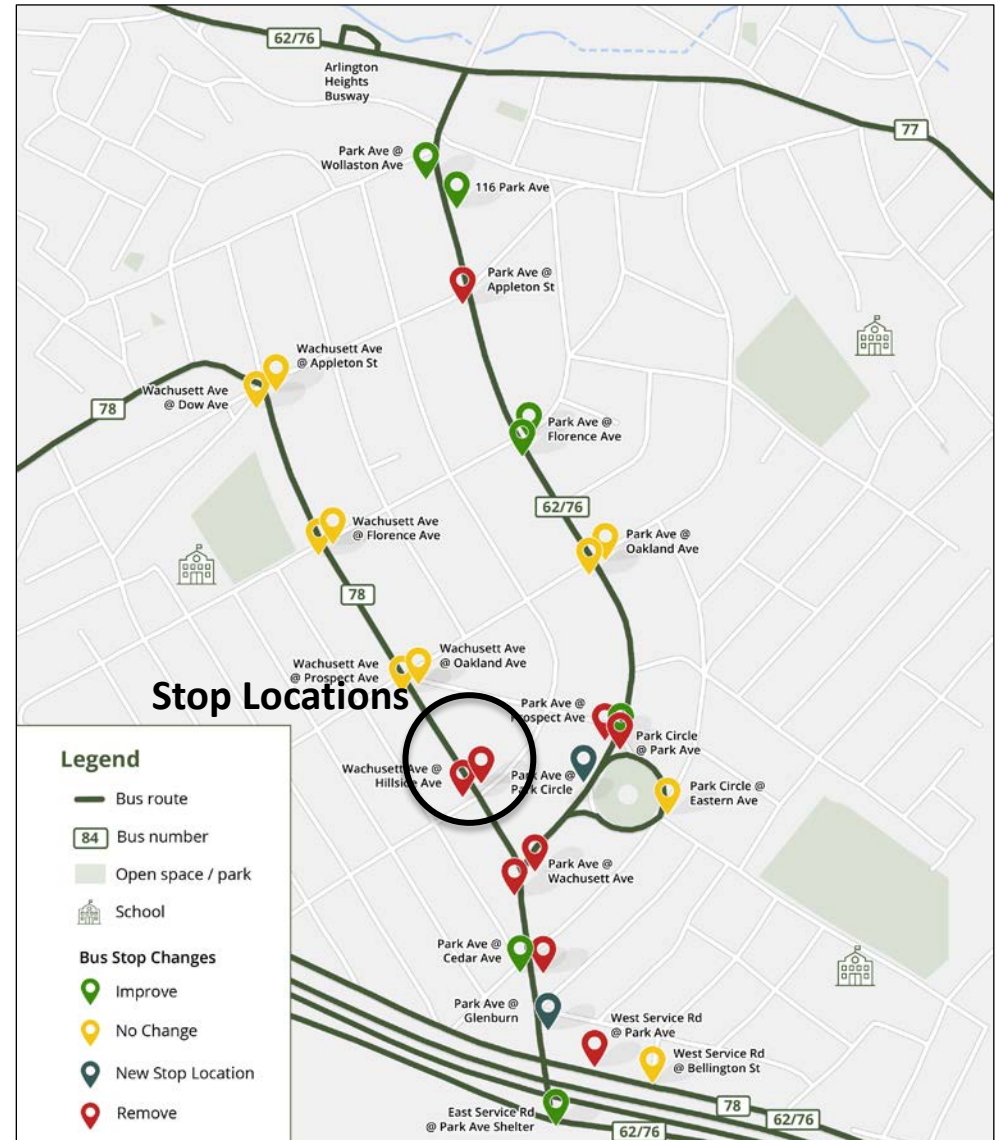 62/76
Arlington
Heights
Busway
77
Park Ave @
Wollaston Ave
116 Park Ave
Park Ave @
Appleton St
Wachusett Ave
@ Appleton St
Wachusett Ave
@ Dow Ave
78
Park Ave @
Florence Ave
62/76
Wachusett Ave
@ Florence Ave
Park Ave @
Oakland Ave
78
Wachusett Ave
@ Oakland Ave
Wachusett Ave
@ Prospect Ave
Stop Locations
Park Ave @
Prospect Ave
Park Circle
@ Park Ave
Wachusett Ave @
Hillside Ave
Park Ave @
Park Circle
Park Circle @
Eastern Ave
Park Ave @
Wachusett Ave
Park Ave @
Cedar Ave
Park Ave @
Glenburn
West Service Rd
@ Park Ave
West Service Rd
@ Bellington St
East Service Rd
@ Park Ave Shelter
78
62/76
62/76
Legend
Bus route
84 Bus number
Open space / park
School
Bus Stop Changes
Improve
No Change
New Stop Location
Remove